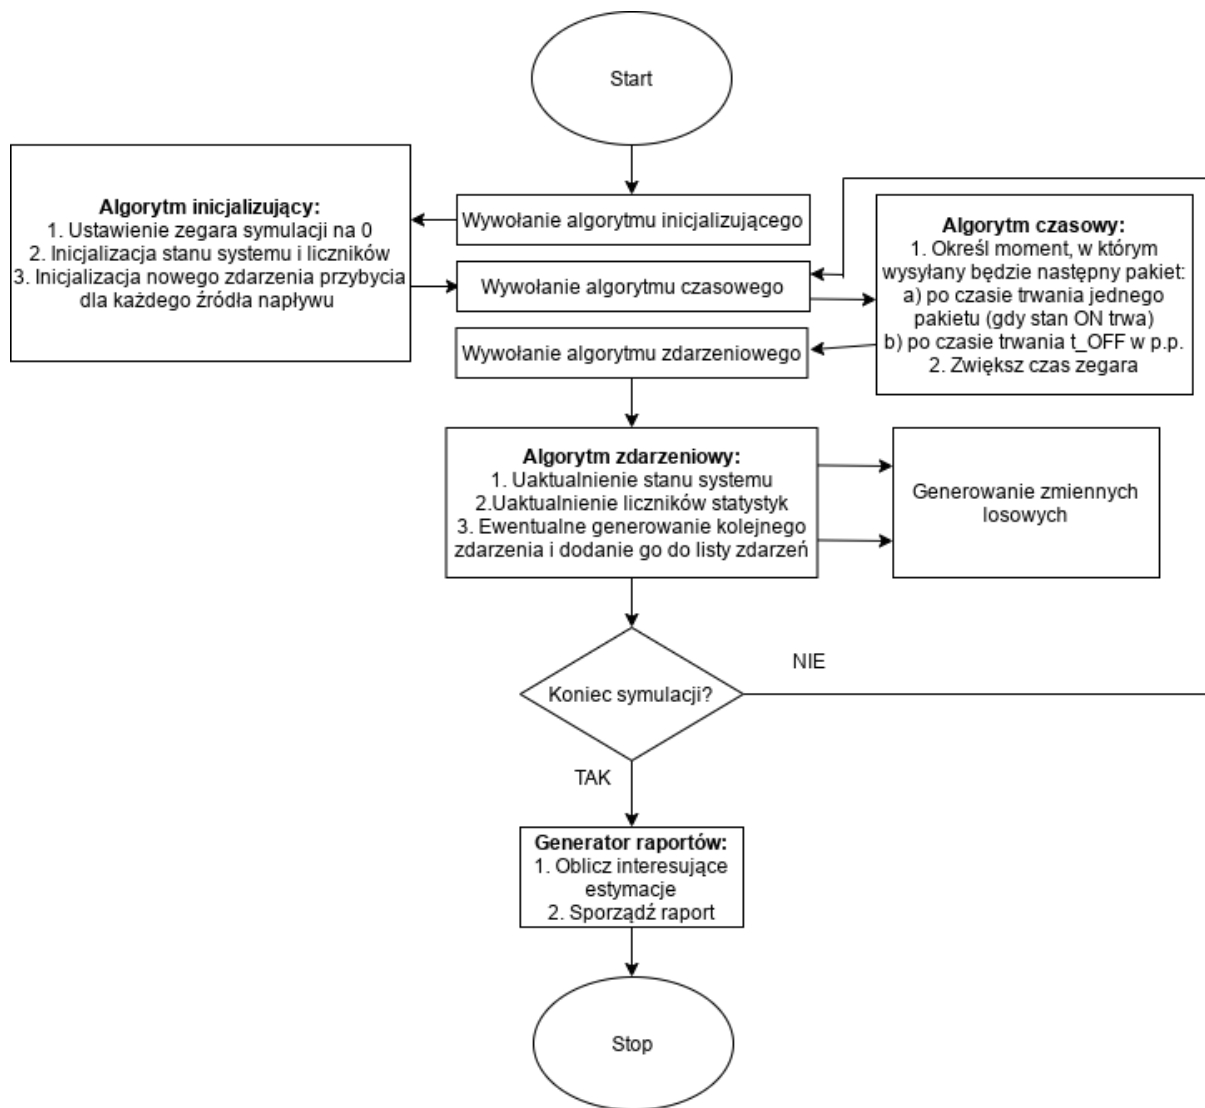 Start
Algorytm inicjalizujący:
1. Ustawienie zegara symulacji na 0
2. Inicjalizacja stanu systemu i liczników
3. Inicjalizacja nowego zdarzenia przybycia
dla każdego źródła napływu
Wywołanie algorytmu inicjalizującego
Wywołanie algorytmu czasowego
Wywołanie algorytmu zdarzeniowego
Algorytm czasowy:
1. Określ moment, w którym
wysyłany będzie następny pakiet:
a) po czasie trwania jednego
pakietu (gdy stan ON trwa)
b) po czasie trwania t_OFF w p.p.
2. Zwiększ czas zegara
Algorytm zdarzeniowy:
1. Uaktualnienie stanu systemu
2.Uaktualnienie liczników statystyk
3. Ewentualne generowanie kolejnego
zdarzenia i dodanie go do listy zdarzeń
Generowanie zmiennych
losowych
Koniec symulacji?
NIE
TAK
Generator raportów:
1. Oblicz interesujące
estymacje
2. Sporządź raport
Stop